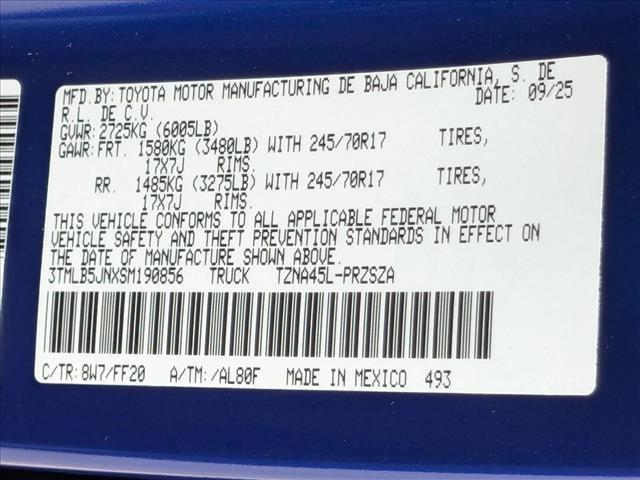 MFD.BY: TOYOTA MOTOR MANUFACTURING DE BAJA CALIFORNIA, S. DE
R.L. DE C.V. DATE: 09/25
GVWR: 2725KG (6005LB)
GAWR: FRT. 1580KG (3480LB) WITH 245/70R17 TIRES,
17X7J RIMS.
RR. 1485KG (3275LB) WITH 245/70R17 TIRES,
17X7J RIMS.
THIS VEHICLE CONFORMS TO ALL APPLICABLE FEDERAL MOTOR
VEHICLE SAFETY AND THEFT PREVENTION STANDARDS IN EFFECT
ON THE DATE OF MANUFACTURE SHOWN ABOVE.
3TMLB5JNXSM190856 TRUCK TZNA45L-PRZSZA
C/TR: 8W7/FF20 A/TM: /AL80F MADE IN MEXICO 493